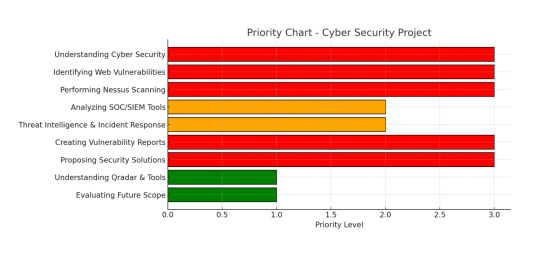 Priority Chart - Cyber Security Project
Understanding Cyber Security
Identifying Web Vulnerabilities
Performing Nessus Scanning
Analyzing SOC/SIEM Tools
Threat Intelligence & Incident Response
Creating Vulnerability Reports
Proposing Security Solutions
Understanding Qradar & Tools
Evaluating Future Scope
0.0 0.5 1.0 1.5 2.0 2.5 3.0
Priority Level